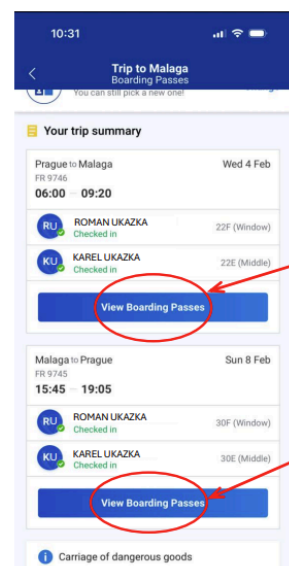 10:31
Trip to Malaga
Boarding Passes
You can still pick a new one!
Your trip summary
Prague to Malaga Wed 4 Feb
FR 9746
06:00 – 09:20
RU ROMAN UKAZKA 22F (Window)
Checked in
KU KAREL UKAZKA 22E (Middle)
Checked in
View Boarding Passes
Malaga to Prague Sun 8 Feb
FR 9745
15:45 – 19:05
RU ROMAN UKAZKA 30F (Window)
Checked in
KU KAREL UKAZKA 30E (Middle)
Checked in
View Boarding Passes
Carriage of dangerous goods